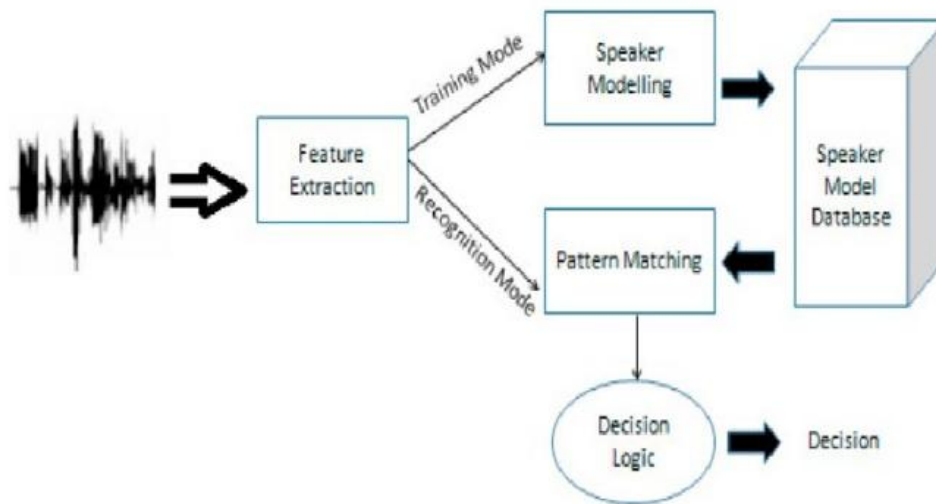 Training Mode
Speaker
Modelling
Feature
Extraction
Recognition Mode
Speaker
Model
Database
Pattern Matching
Decision
Logic
Decision